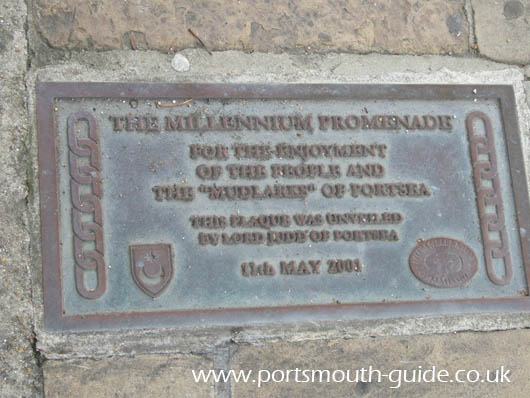 THE MILLENNIUM PROMENADE
FOR THE ENJOYMENT
OF THE PEOPLE AND
THE "MUDLARKS" OF PORTSEA
THIS PLAQUE WAS UNVEILED
BY LORD JUDD OF PORTSEA
11th MAY 2001
www.portsmouth-guide.co.uk